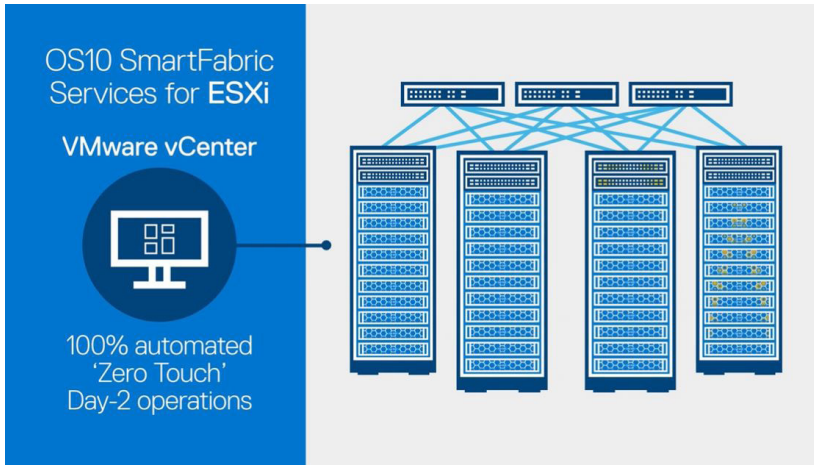 OS10 SmartFabric
Services for ESXi
VMware vCenter
100% automated
‘Zero Touch’
Day-2 operations